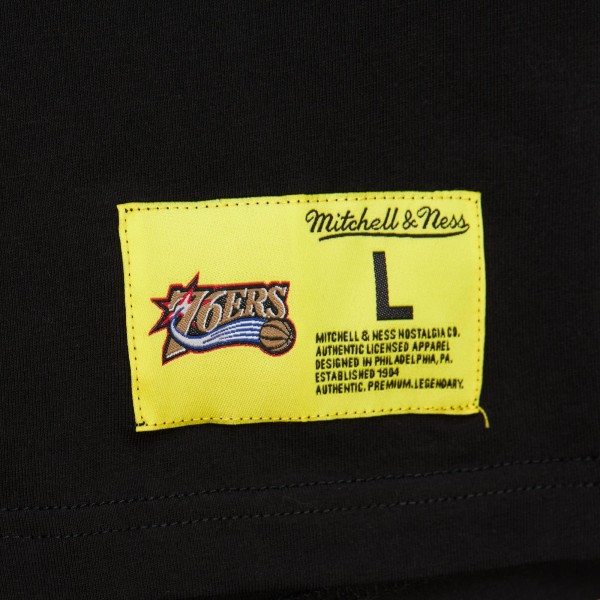 76ERS
Mitchell & Ness
L
MITCHELL & NESS NOSTALGIA CO.
AUTHENTIC LICENSED APPAREL
DESIGNED IN PHILADELPHIA, PA.
ESTABLISHED 1904
AUTHENTIC. PREMIUM. LEGENDARY.